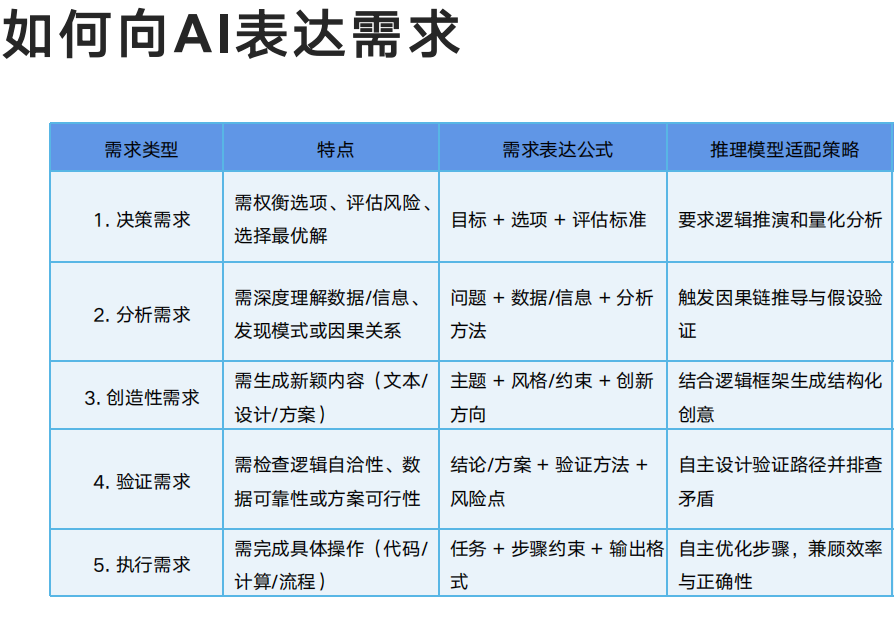 如何向AI表达需求
需求类型 特点 需求表达公式 推理模型适配策略
1. 决策需求
需权衡选项、评估风险、
选择最优解
目标 + 选项 + 评估标准
要求逻辑推演和量化分析
2. 分析需求
需深度理解数据/信息、
发现模式或因果关系
问题 + 数据/信息 + 分析
方法
触发因果链推导与假设验
证
3. 创造性需求
需生成新颖内容（文本/
设计/方案）
主题 + 风格/约束 + 创新
方向
结合逻辑框架生成结构化
创意
4. 验证需求
需检查逻辑自洽性、数
据可靠性或方案可行性
结论/方案 + 验证方法 +
风险点
自主设计验证路径并排查
矛盾
5. 执行需求
需完成具体操作（代码/
计算/流程）
任务 + 步骤约束 + 输出格
式
自主优化步骤，兼顾效率
与正确性